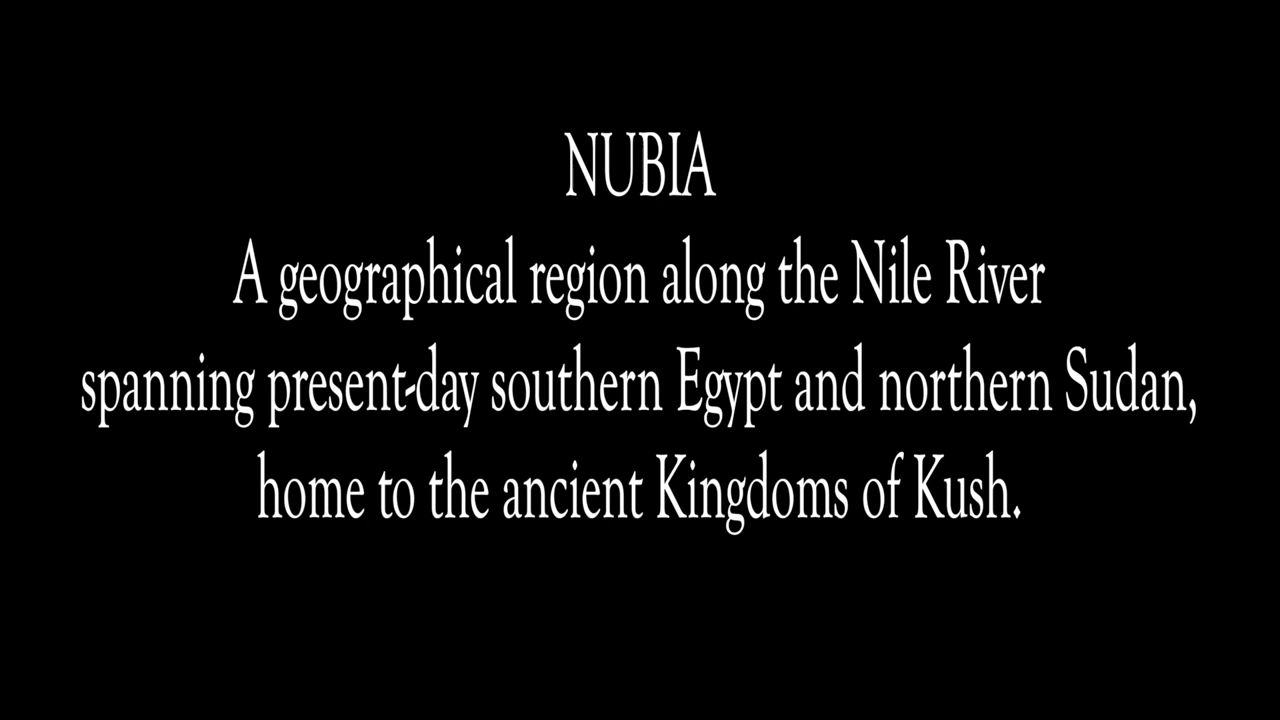 NUBIA
A geographical region along the Nile River
spanning present-day southern Egypt and northern Sudan,
home to the ancient Kingdoms of Kush.